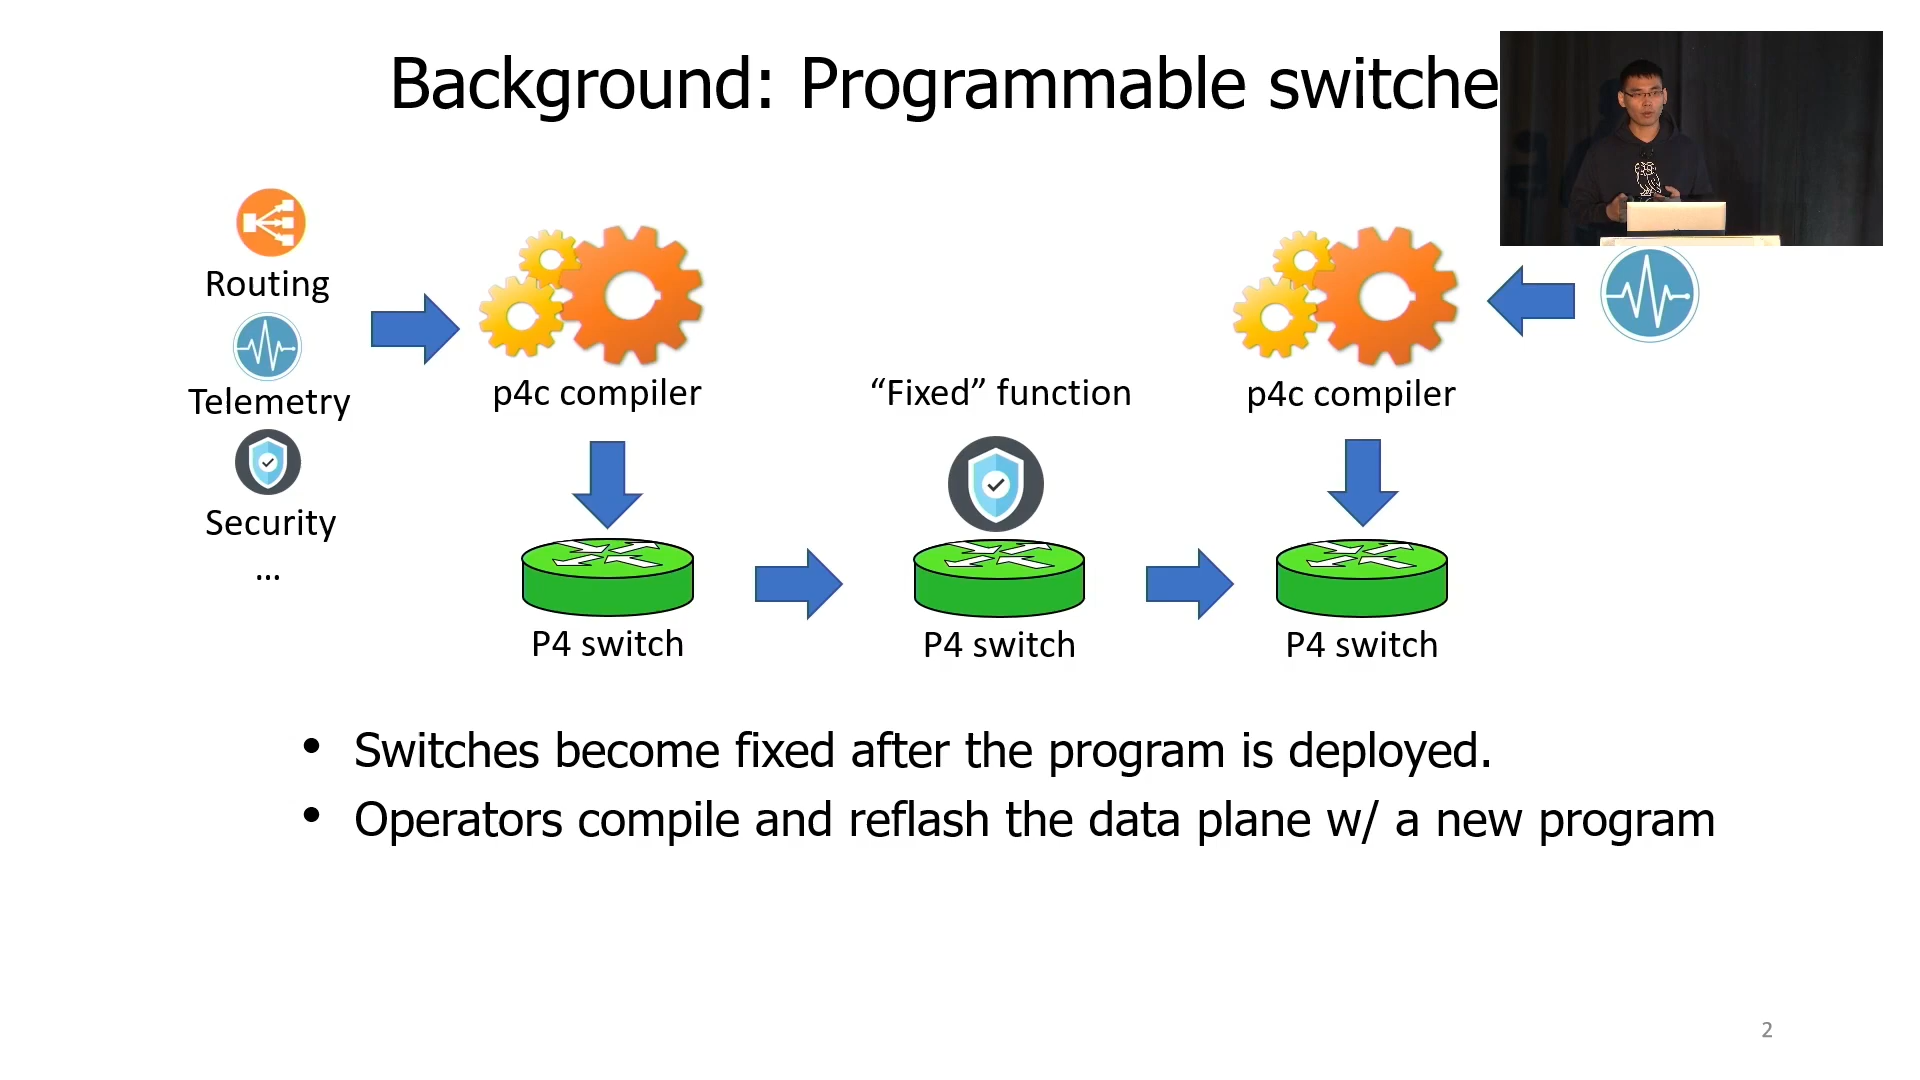 Background: Programmable switche
Routing
Telemetry
Security
...
p4c compiler
“Fixed” function
p4c compiler
P4 switch
P4 switch
P4 switch
• Switches become fixed after the program is deployed.
• Operators compile and reflash the data plane w/ a new program
2